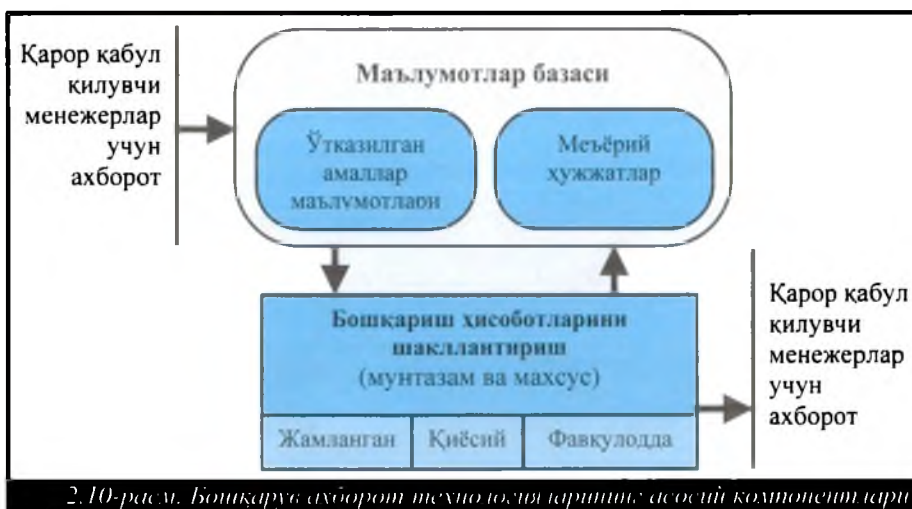 Қарор қабул
қилувчи
менежерлар
учун
ахборот
Маълумотлар базаси
Ўтказилган
амаллар
маълумотлари
Меъёрий
ҳужжатлар
Бошқариш ҳисоботларини
шакллантириш
(мунтазам ва махсус)
Жамланган
Қиёсий
Фавқулодда
Қарор қабул
қилувчи
менежерлар
учун
ахборот
2.10-расм. Бошқарув ахборот технологияларининг асосий компонентлари